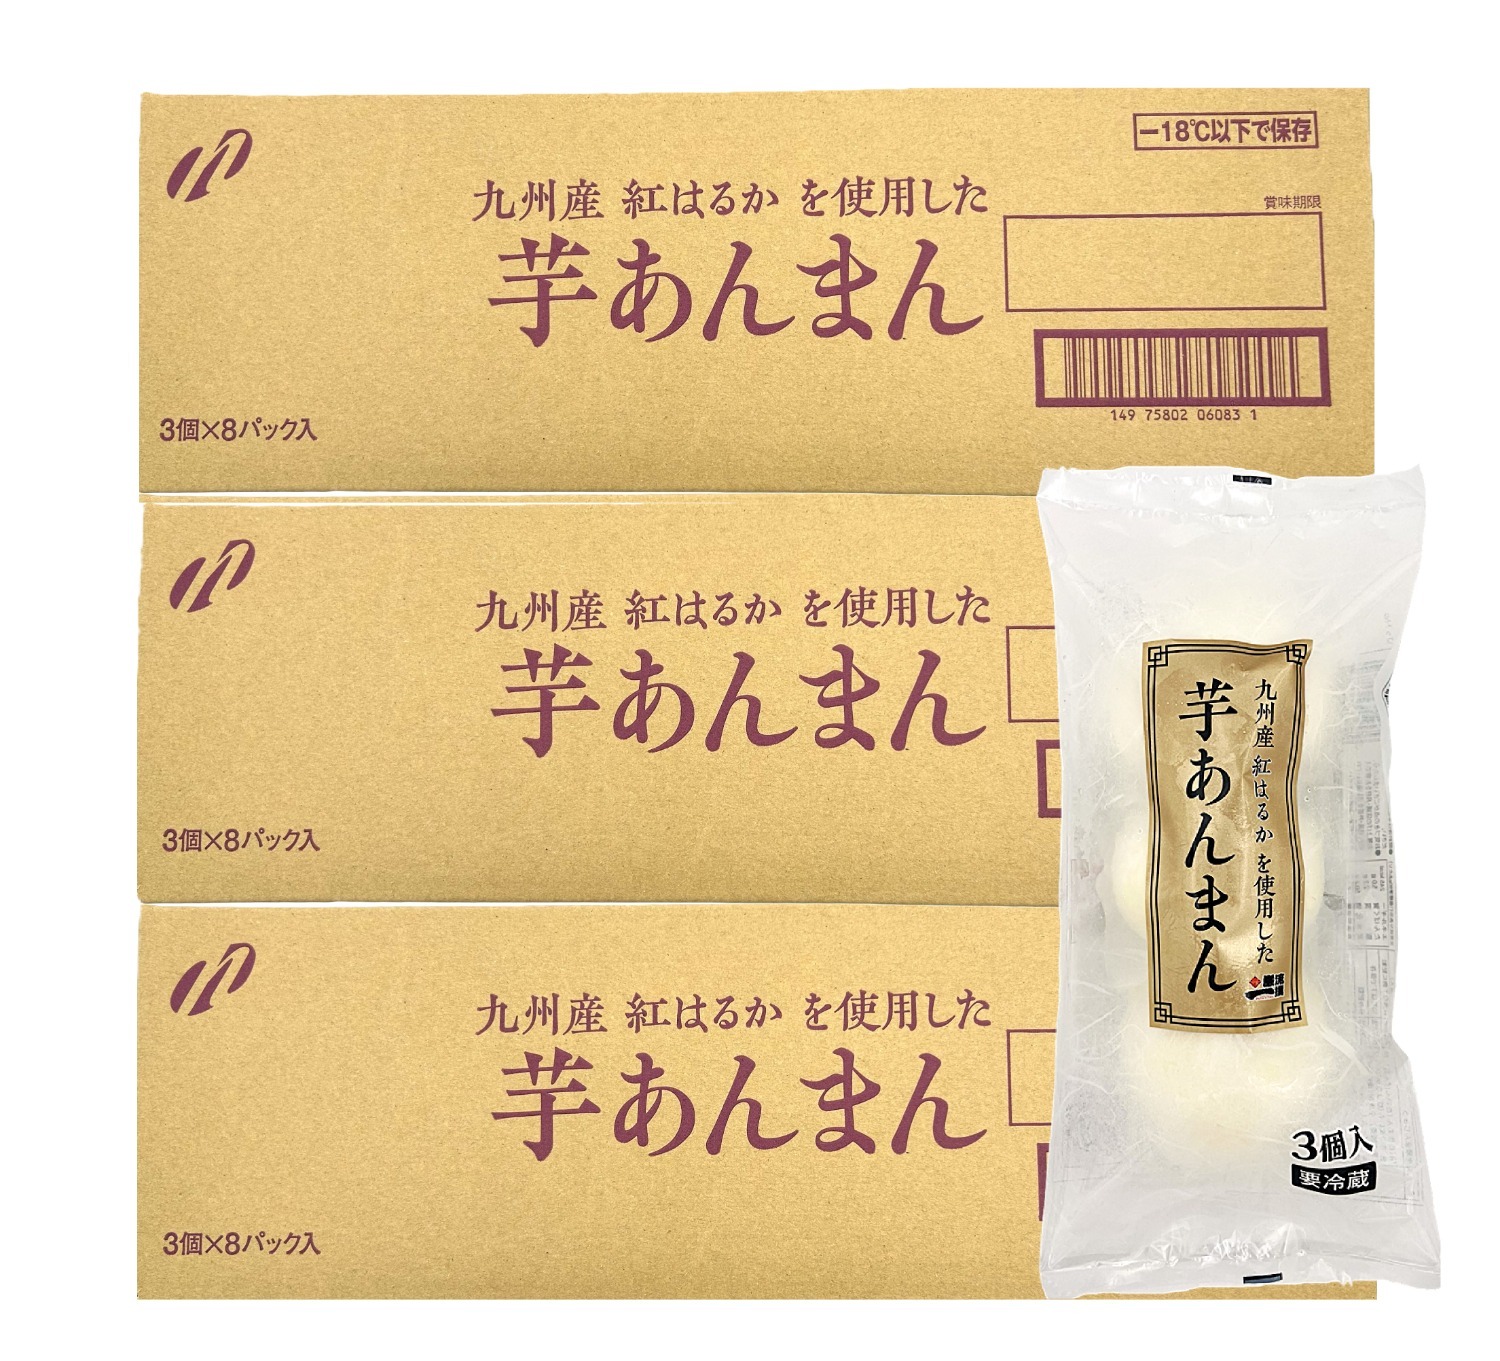 -18℃以下で保存
九州産 紅はるか を使用した
賞味期限
芋あんまん
149 75802 06083 1
3個×8パック入
九州産 紅はるか を使用した
芋あんまん
3個×8パック入
九州産 紅はるか を使用した
芋あんまん
3個×8パック入
九州産 紅はるか を使用した
芋あんまん
3個入
要冷蔵